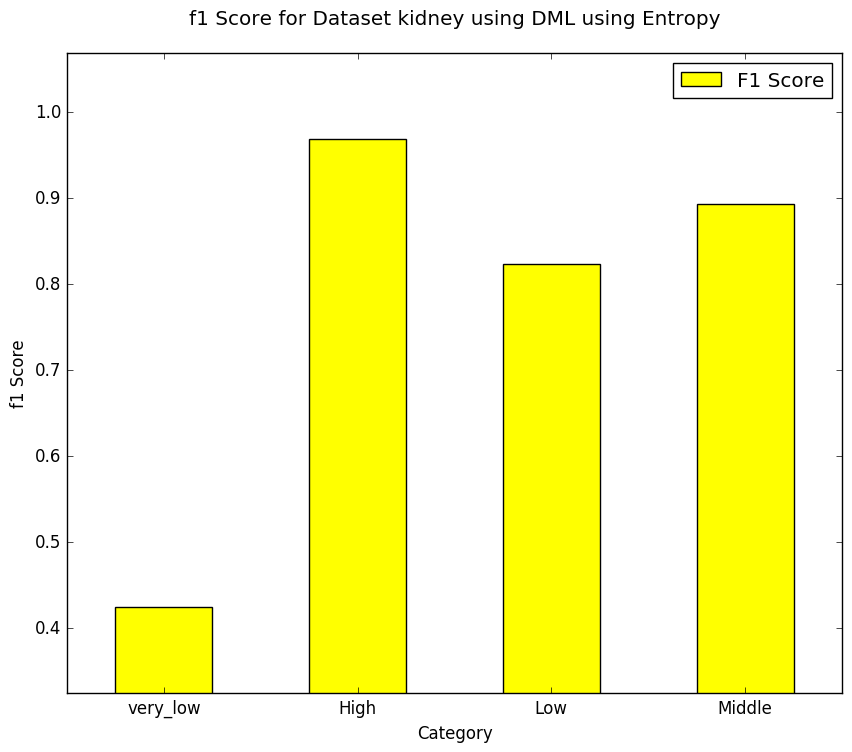 f1 Score for Dataset kidney using DML using Entropy
F1 Score
1.0
0.9
0.8
0.7
0.6
0.5
0.4
f1 Score
very_low High Low Middle
Category